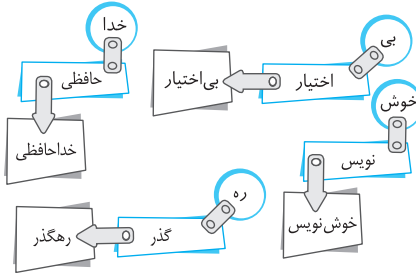 خدا
حافظی
خداحافظی
بی
اختیار
بی‌اختیار
خوش
نویس
خوش‌نویس
ره
گذر
رهگذر